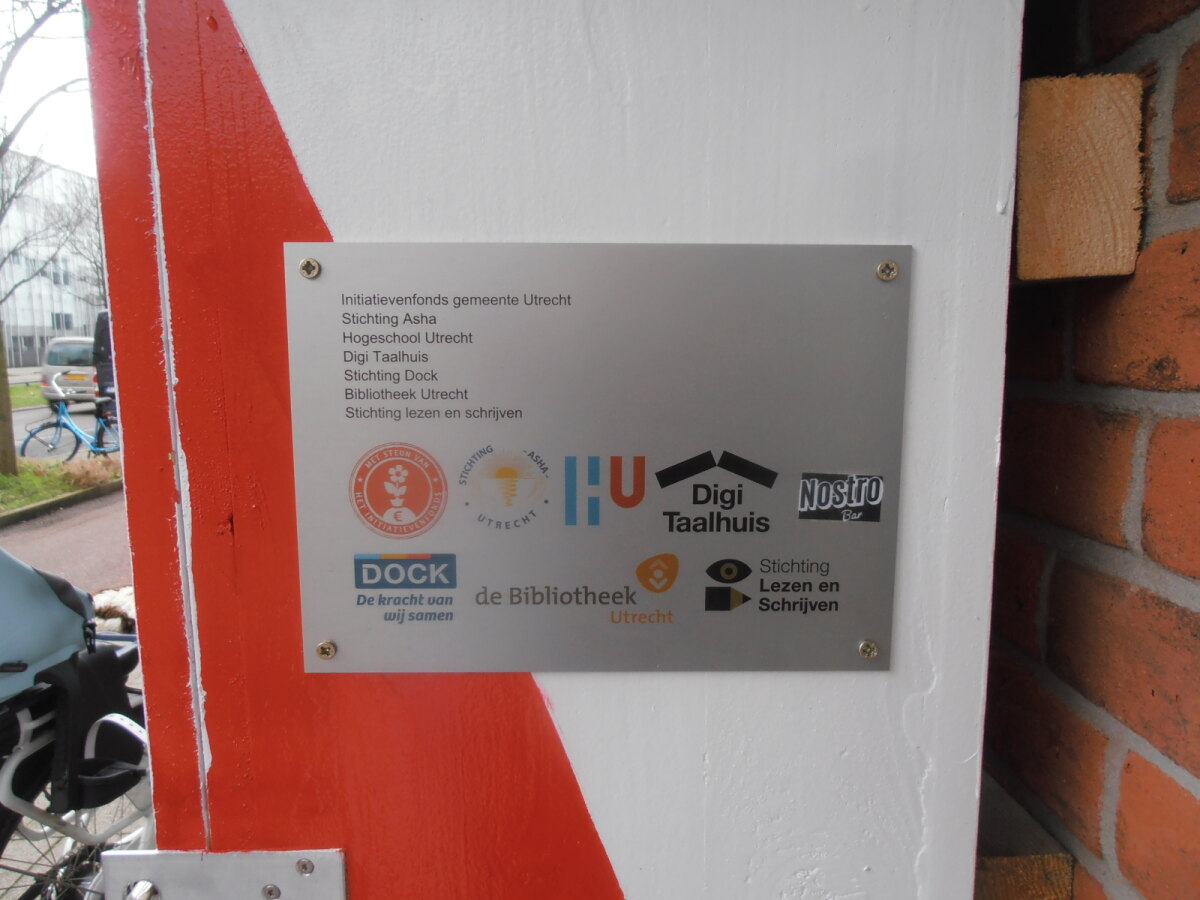 Initiatievenfonds gemeente Utrecht
Stichting Asha
Hogeschool Utrecht
Digi Taalhuis
Stichting Dock
Bibliotheek Utrecht
Stichting lezen en schrijven
MET STEUN VAN
HET INITIATIEVENFONDS
€
STICHTING ASHA
UTRECHT
HU
Digi
Taalhuis
Nostro
Bar
DOCK
De kracht van
wij samen
de Bibliotheek
Utrecht
Stichting
Lezen en
Schrijven